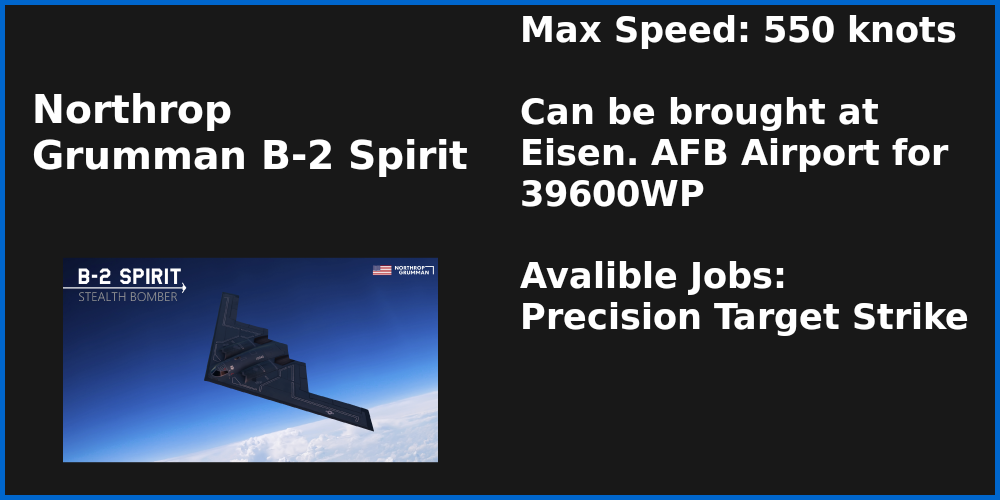 Northrop
Grumman B-2 Spirit
B-2 SPIRIT
STEALTH BOMBER
NORTHROP
GRUMMAN
Max Speed: 550 knots
Can be brought at
Eisen. AFB Airport for
39600WP
Avalible Jobs:
Precision Target Strike